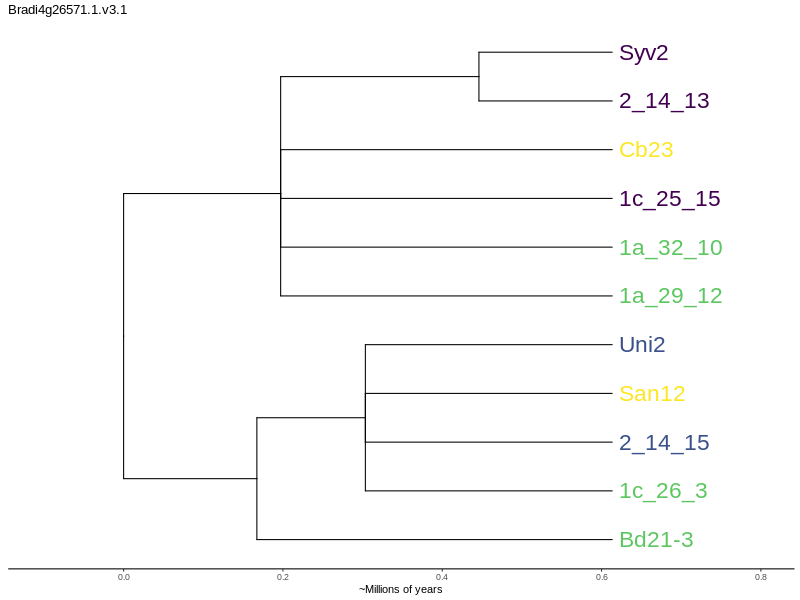 Bradi4g26571.1.v3.1
Syv2
2_14_13
Cb23
1c_25_15
1a_32_10
1a_29_12
Uni2
San12
2_14_15
1c_26_3
Bd21-3
0.0 0.2 0.4 0.6 0.8
~Millions of years